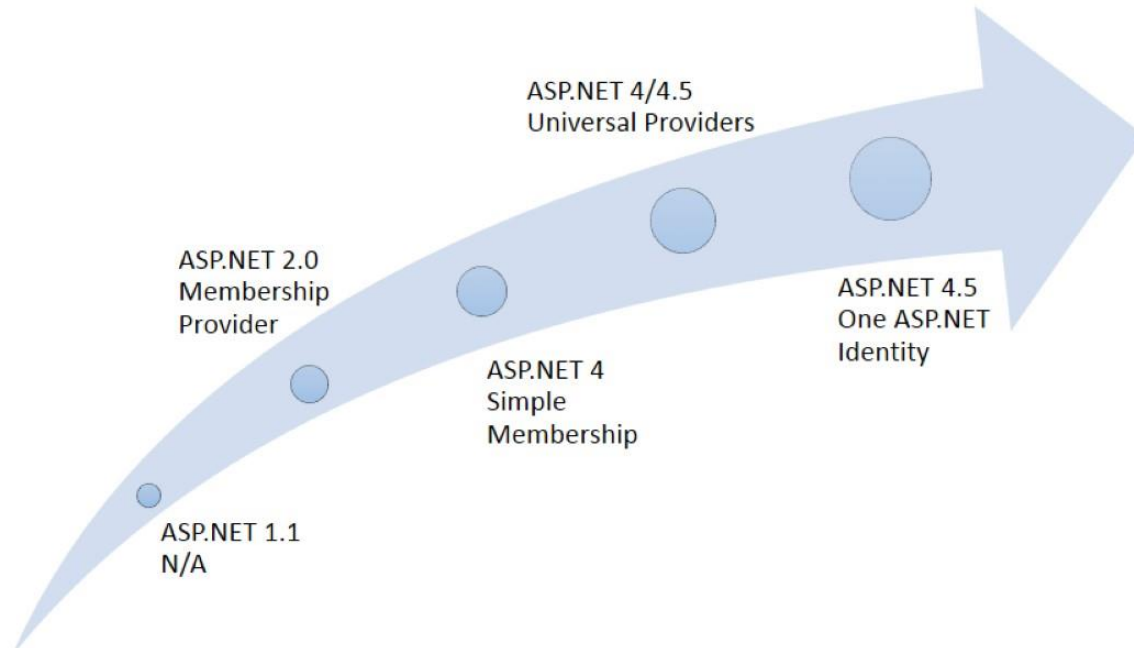 ASP.NET 1.1
N/A
ASP.NET 2.0
Membership
Provider
ASP.NET 4
Simple
Membership
ASP.NET 4/4.5
Universal Providers
ASP.NET 4.5
One ASP.NET
Identity